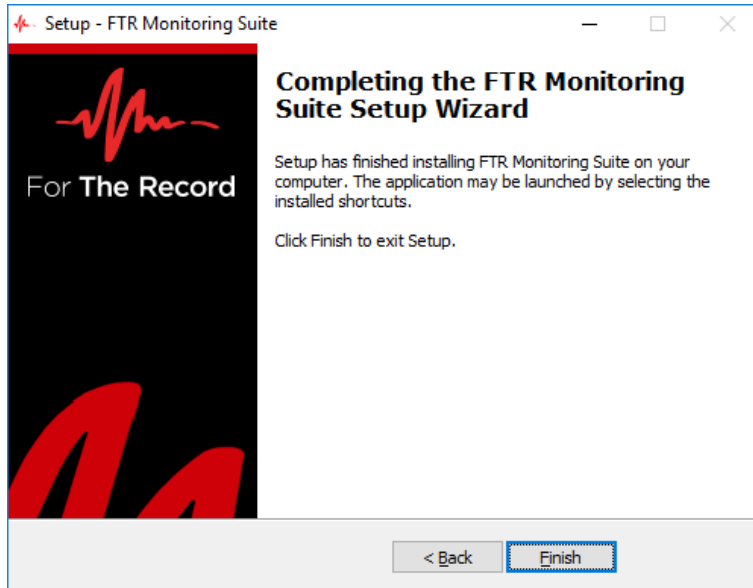 Setup - FTR Monitoring Suite
For The Record
Completing the FTR Monitoring
Suite Setup Wizard
Setup has finished installing FTR Monitoring Suite on your
computer. The application may be launched by selecting the
installed shortcuts.
Click Finish to exit Setup.
< Back
Finish